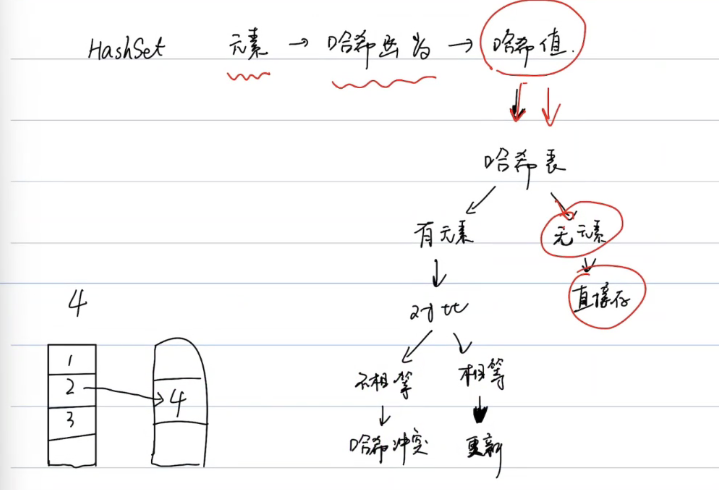 HashSet 元素 → 哈希函数 → 哈希值.
哈希表
有元素 无元素
对比 直接存
4
不相等 相等
哈希冲突 更新
1
2 → 4
3